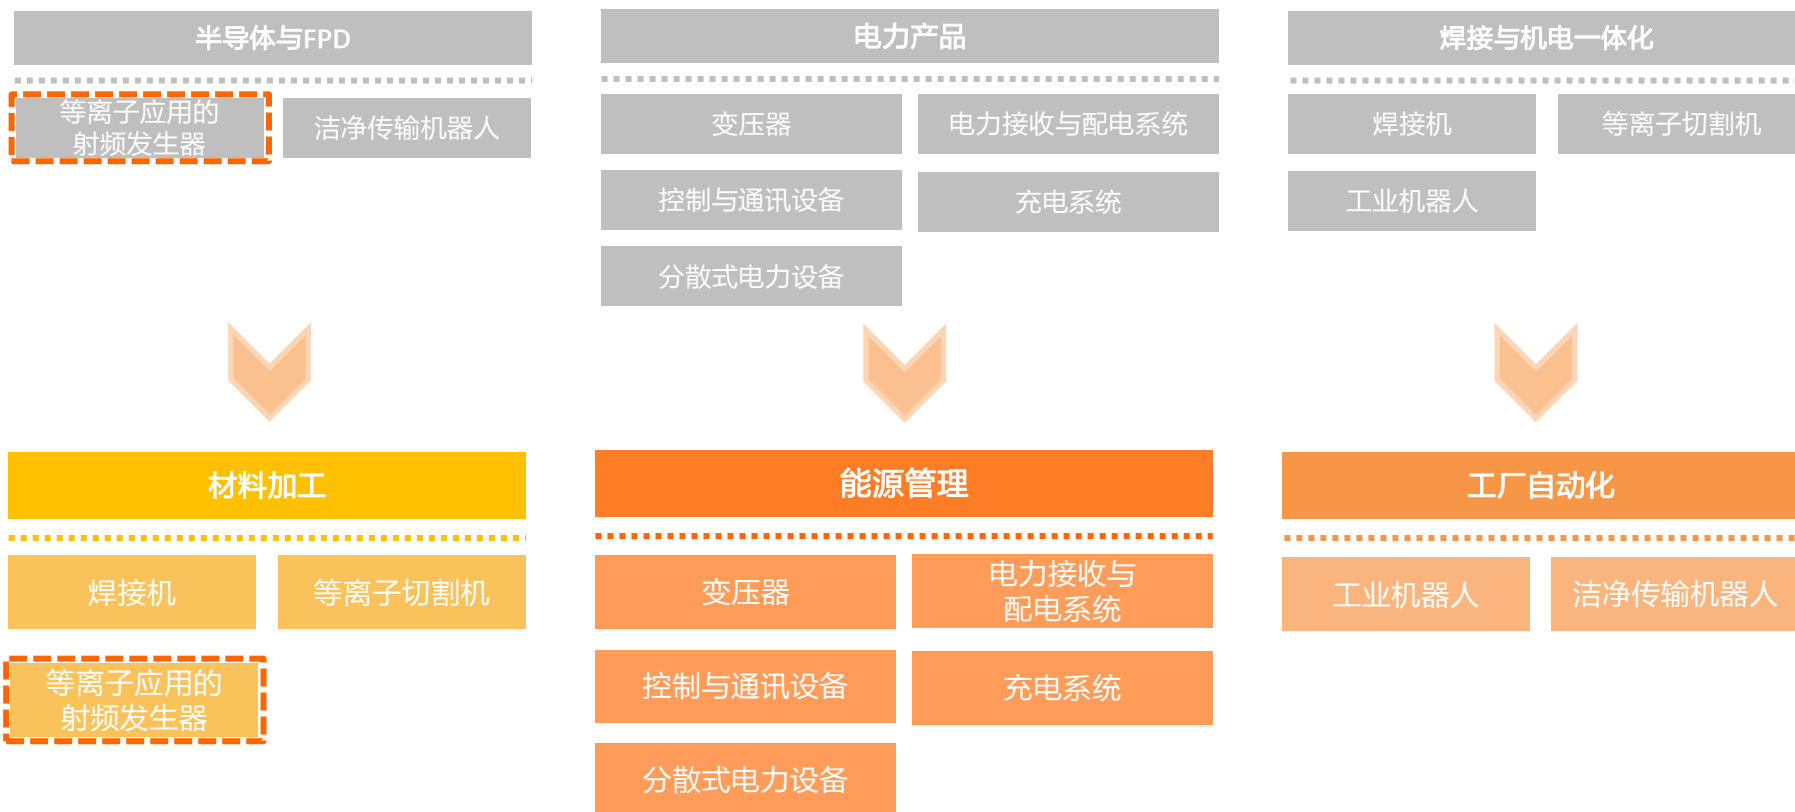 半导体与FPD
等离子应用的
射频发生器
洁净传输机器人
电力产品
变压器
电力接收与配电系统
控制与通讯设备
充电系统
分散式电力设备
焊接与机电一体化
焊接机
等离子切割机
工业机器人
材料加工
焊接机
等离子切割机
等离子应用的
射频发生器
能源管理
变压器
电力接收与
配电系统
控制与通讯设备
充电系统
分散式电力设备
工厂自动化
工业机器人
洁净传输机器人